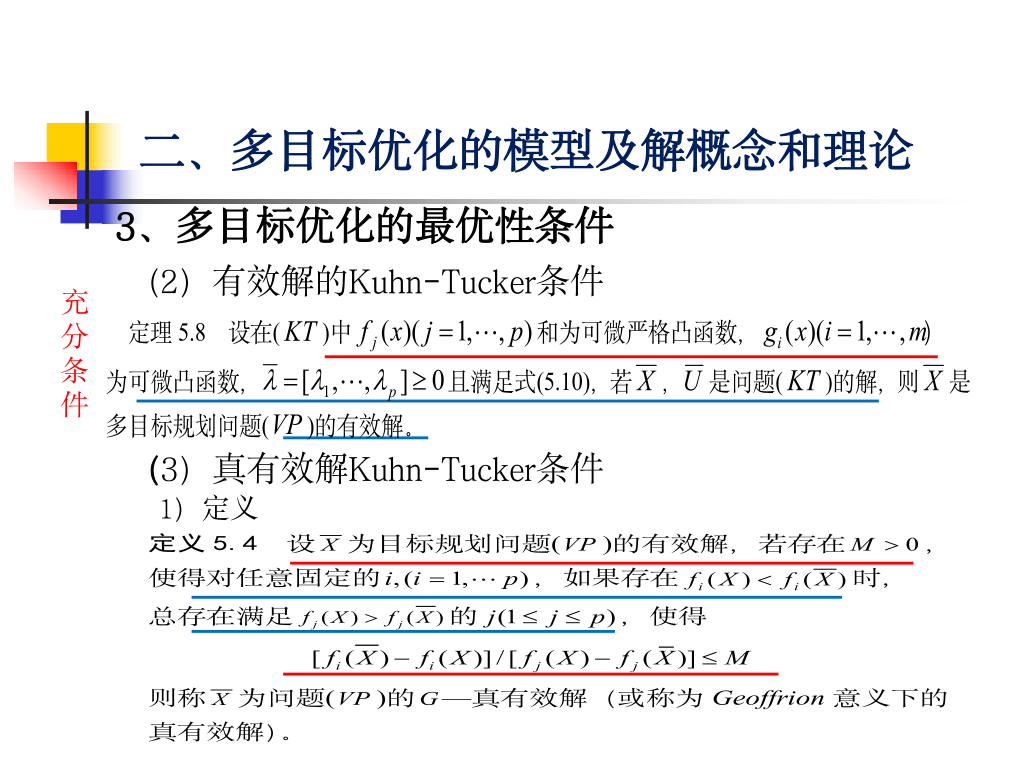 二、多目标优化的模型及解概念和理论
3、多目标优化的最优性条件
(2) 有效解的Kuhn-Tucker条件
充分条件
定理 5.8 设在( KT )中 f_j (x)( j = 1,⋯, p) 和为可微严格凸函数, g_i (x)(i = 1,⋯, m)
为可微凸函数, λ̄ = [λ_1 ,⋯, λ_p ] ≥ 0 且满足式(5.10), 若 X̄ , Ū 是问题( KT )的解, 则 X̄ 是
多目标规划问题(VP )的有效解。
(3) 真有效解Kuhn-Tucker条件
1) 定义
定义 5.4 设 X̄ 为目标规划问题(VP )的有效解, 若存在 M > 0 ,
使得对任意固定的 i, (i = 1,⋯ p) , 如果存在 f_i ( X ) < f_i ( X̄ ) 时,
总存在满足 f_j ( X ) > f_j ( X̄ ) 的 j(1 ≤ j ≤ p) , 使得
[ f_i ( X̄ ) − f_i ( X )] / [ f_j ( X ) − f_j ( X̄ )] ≤ M
则称 X̄ 为问题(VP )的 G —真有效解 (或称为 Geoffrion 意义下的
真有效解) 。